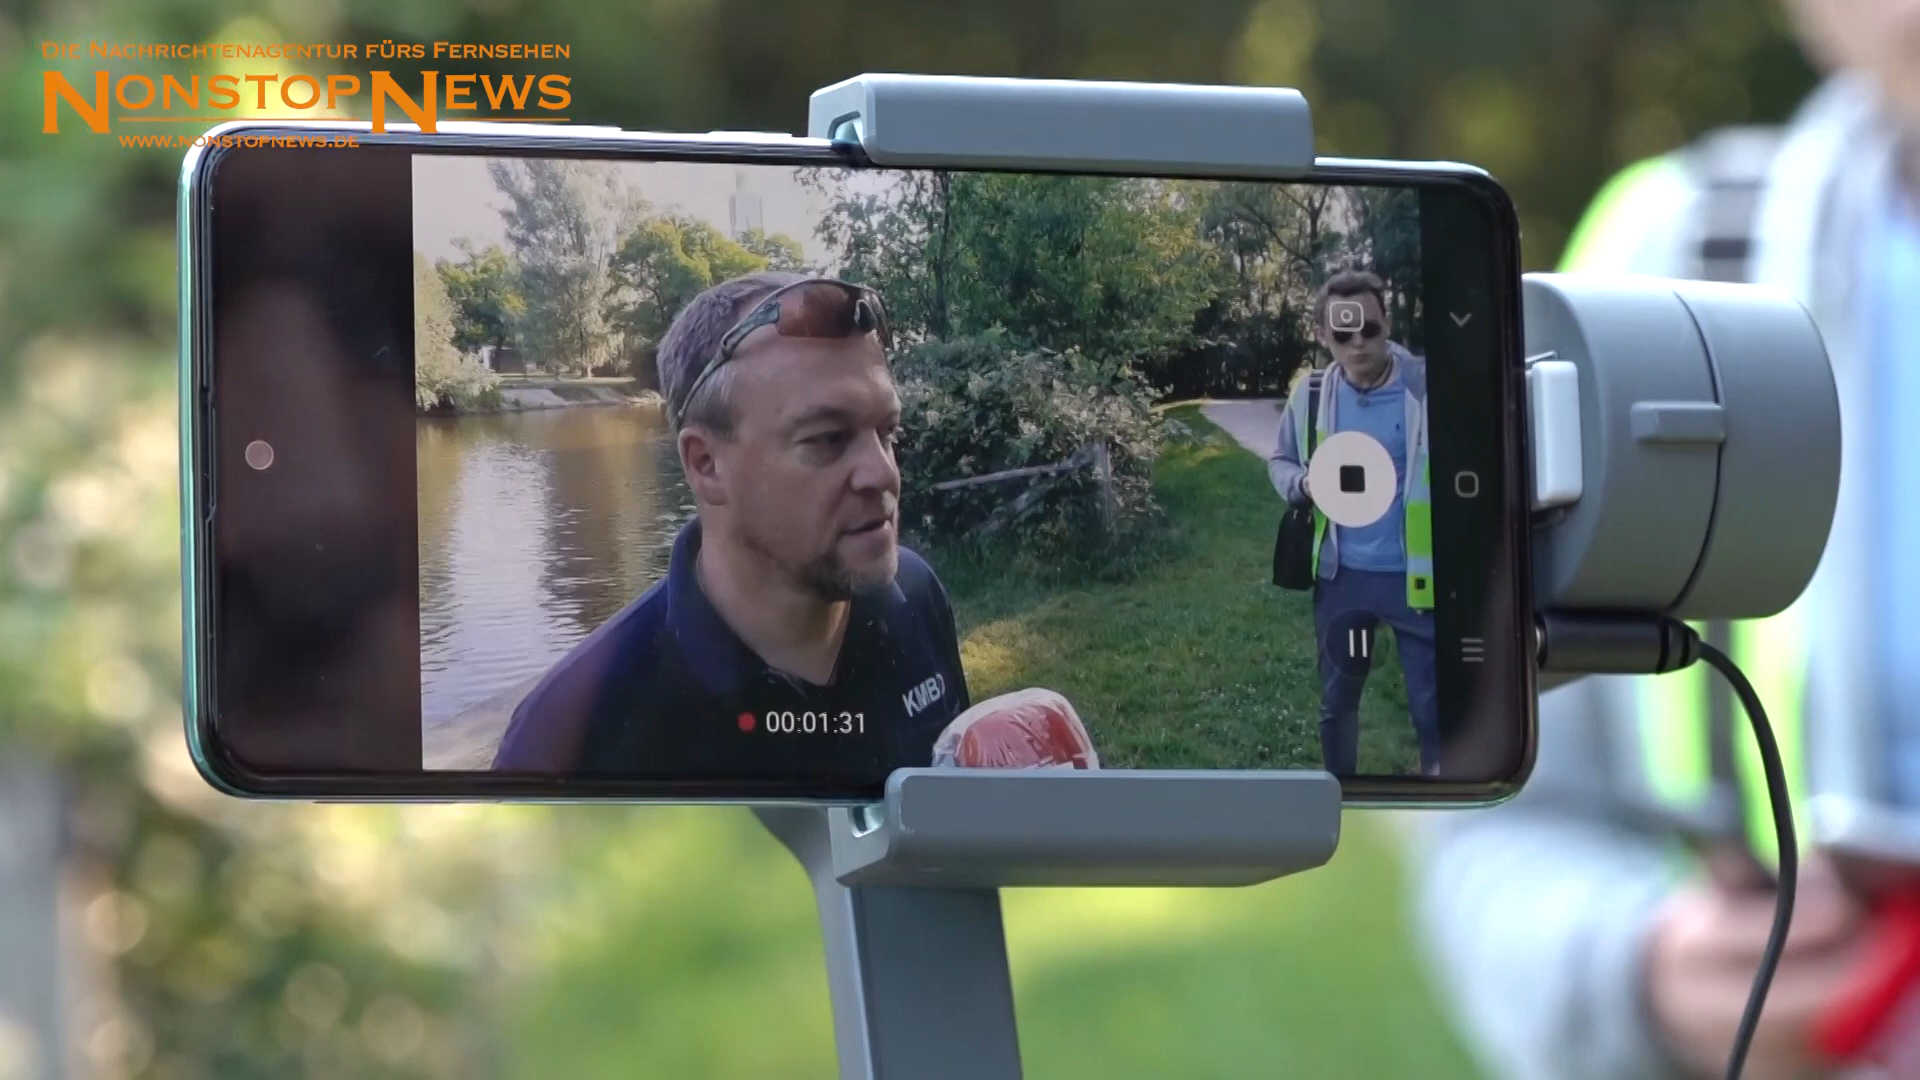 DIE NACHRICHTENAGENTUR FÜRS FERNSEHEN
NONSTOPNEWS
WWW.NONSTOPNEWS.DE
KMBD
00:01:31